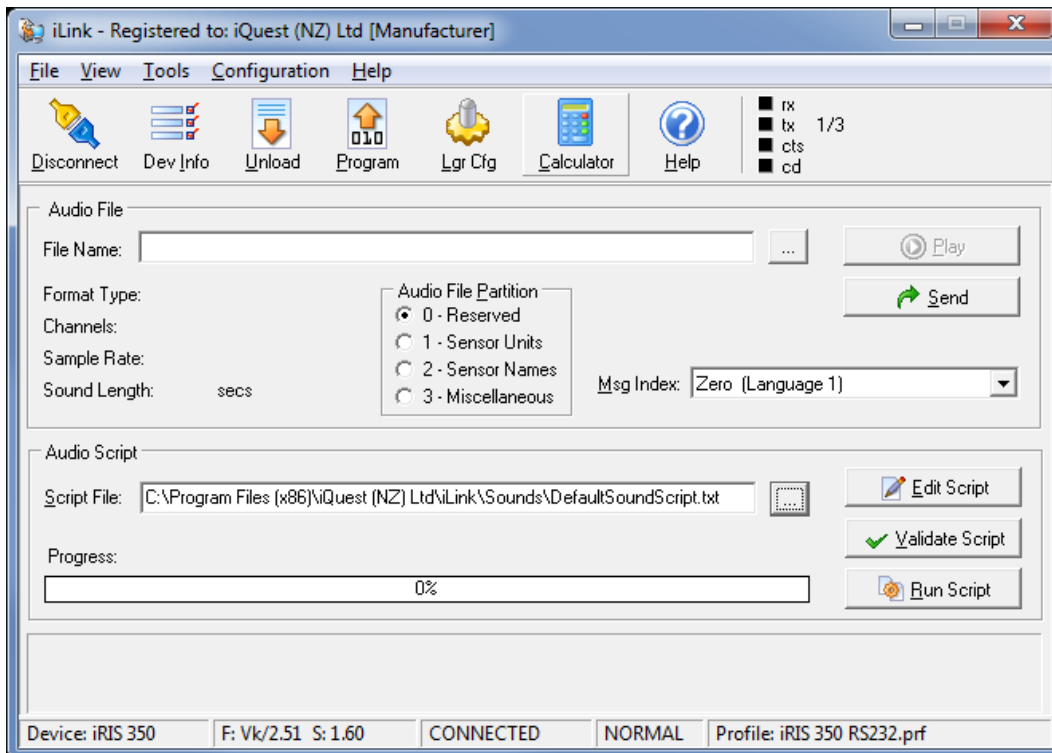 iLink - Registered to: iQuest (NZ) Ltd [Manufacturer]
File View Tools Configuration Help
Disconnect Dev Info Unload Program Lgr Cfg Calculator Help
rx
tx 1/3
cts
cd
Audio File
File Name: ... Play
Send
Format Type:
Channels:
Sample Rate:
Sound Length: secs
Audio File Partition
0 - Reserved
1 - Sensor Units
2 - Sensor Names
3 - Miscellaneous
Msg Index: Zero (Language 1)
Audio Script
Script File: C:\Program Files (x86)\iQuest (NZ) Ltd\iLink\Sounds\DefaultSoundScript.txt ... Edit Script
Validate Script
Progress:
0% Run Script
Device: iRIS 350 F: Vk/2.51 S: 1.60 CONNECTED NORMAL Profile: iRIS 350 RS232.prf